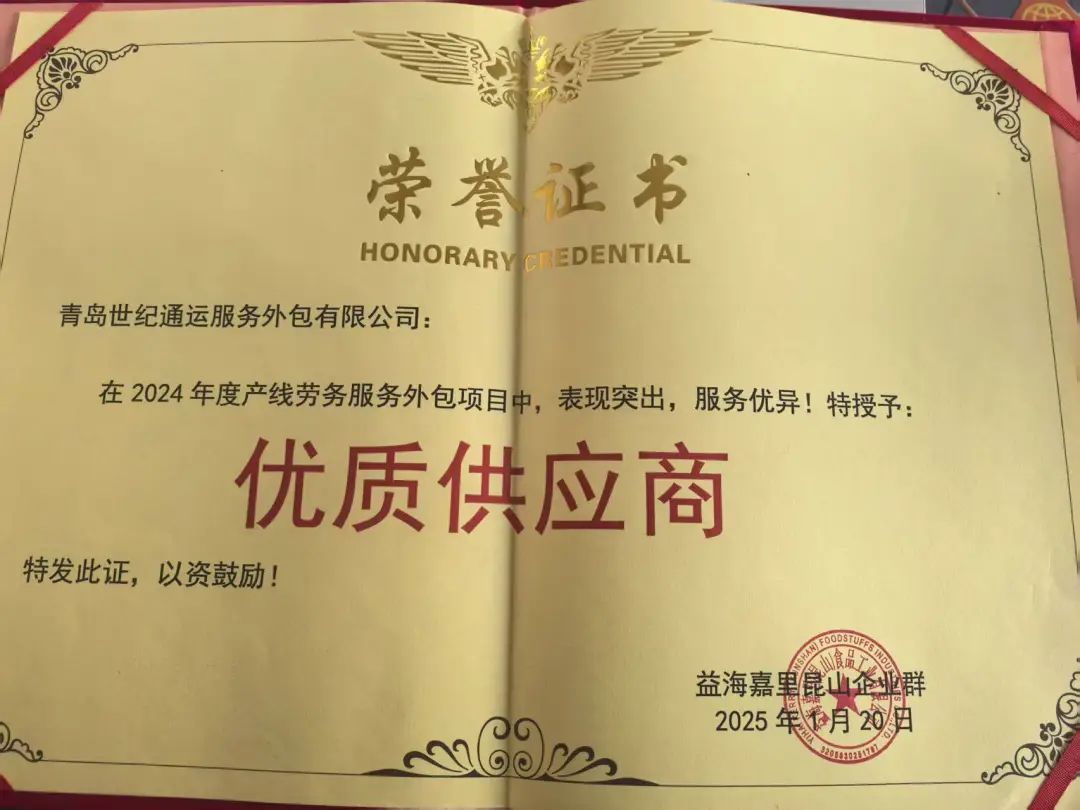 荣誉证书
HONORARY CREDENTIAL
青岛世纪通运服务外包有限公司：
在2024年度产线劳务服务外包项目中，表现突出，服务优异！特授予：
优质供应商
特发此证，以资鼓励！
益海嘉里昆山企业群
2025年1月20日